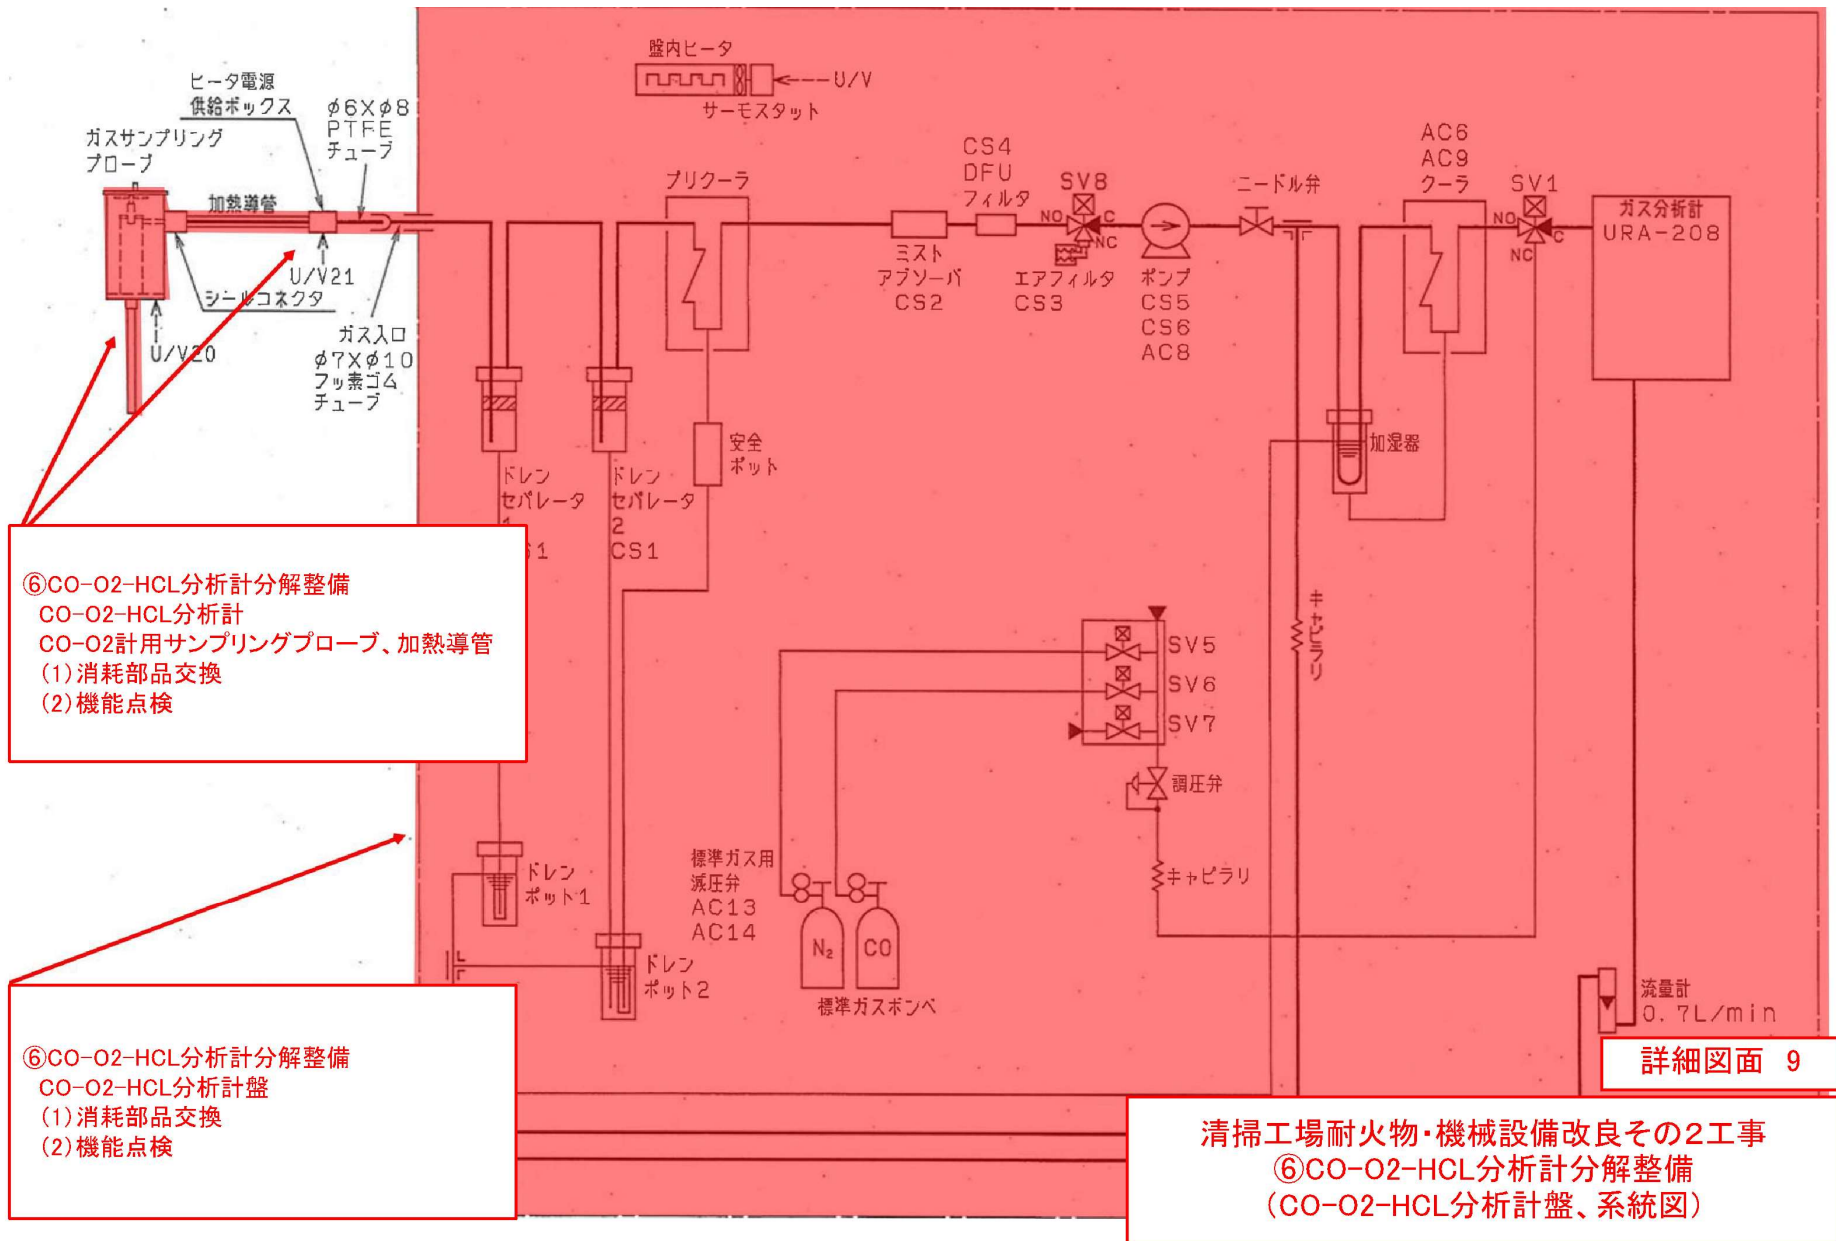 盤内ヒータ
U/V
サーモスタット
ヒータ電源
供給ボックス
φ6Xφ8
PTFE
チューブ
ガスサンプリング
プローブ
加熱導管
U/V21
シールコネクタ
U/V20
ガス入口
φ7Xφ10
フッ素ゴム
チューブ
プリクーラ
CS4
DFU
フィルタ
SV8
NO
C
NC
ミスト
アブソーバ
CS2
エアフィルタ
CS3
ポンプ
CS5
CS6
AC8
ニードル弁
AC6
AC9
クーラ
SV1
NO
C
NC
ガス分析計
URA-208
加湿器
安全
ポット
ドレン
セパレータ
ドレン
セパレータ
2
CS1
キャピラリ
SV5
SV6
SV7
調圧弁
キャピラリ
標準ガス用
減圧弁
AC13
AC14
N₂
CO
標準ガスボンベ
ドレン
ポット1
ドレン
ポット2
流量計
0.7L/min
⑥CO-O2-HCL分析計分解整備
CO-O2-HCL分析計
CO-O2計用サンプリングプローブ、加熱導管
(1)消耗部品交換
(2)機能点検
⑥CO-O2-HCL分析計分解整備
CO-O2-HCL分析計盤
(1)消耗部品交換
(2)機能点検
詳細図面 9
清掃工場耐火物・機械設備改良その2工事
⑥CO-O2-HCL分析計分解整備
(CO-O2-HCL分析計盤、系統図)